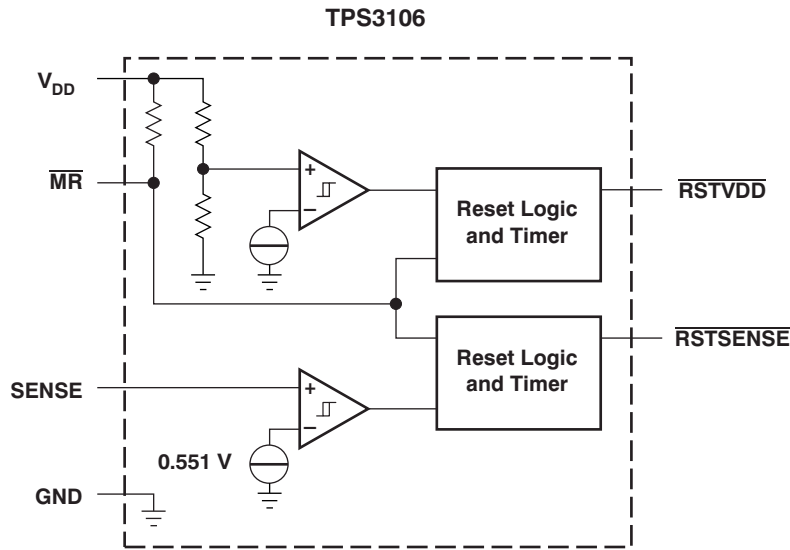 TPS3106
VDD
MR
+
–
Reset Logic
and Timer
RSTVDD
Reset Logic
and Timer
RSTSENSE
SENSE
+
–
0.551 V
GND